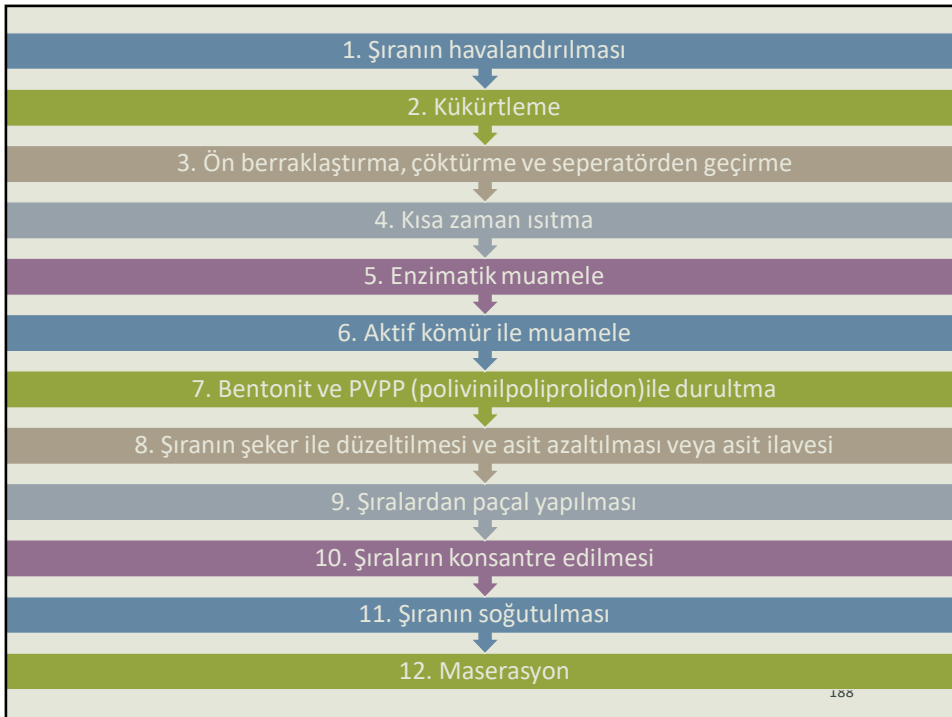 1. Şıranın havalandırılması
2. Kükürtleme
3. Ön berraklaştırma, çöktürme ve seperatörden geçirme
4. Kısa zaman ısıtma
5. Enzimatik muamele
6. Aktif kömür ile muamele
7. Bentonit ve PVPP (polivinilpoliprolidon)ile durultma
8. Şıranın şeker ile düzeltilmesi ve asit azaltılması veya asit ilavesi
9. Şıralardan paçal yapılması
10. Şıraların konsantre edilmesi
11. Şıranın soğutulması
12. Maserasyon
188